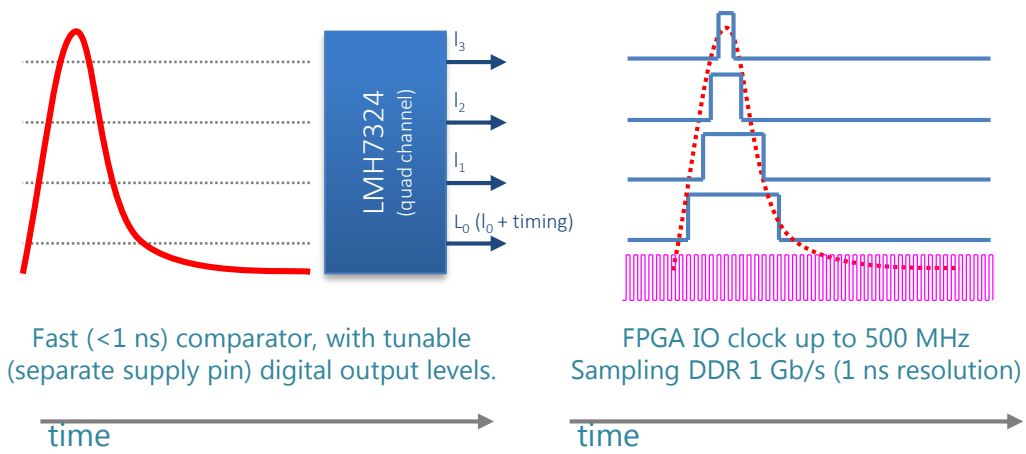 l3
l2
l1
L0 (l0 + timing)
LMH7324
(quad channel)
Fast (<1 ns) comparator, with tunable
(separate supply pin) digital output levels.
time
FPGA IO clock up to 500 MHz
Sampling DDR 1 Gb/s (1 ns resolution)
time